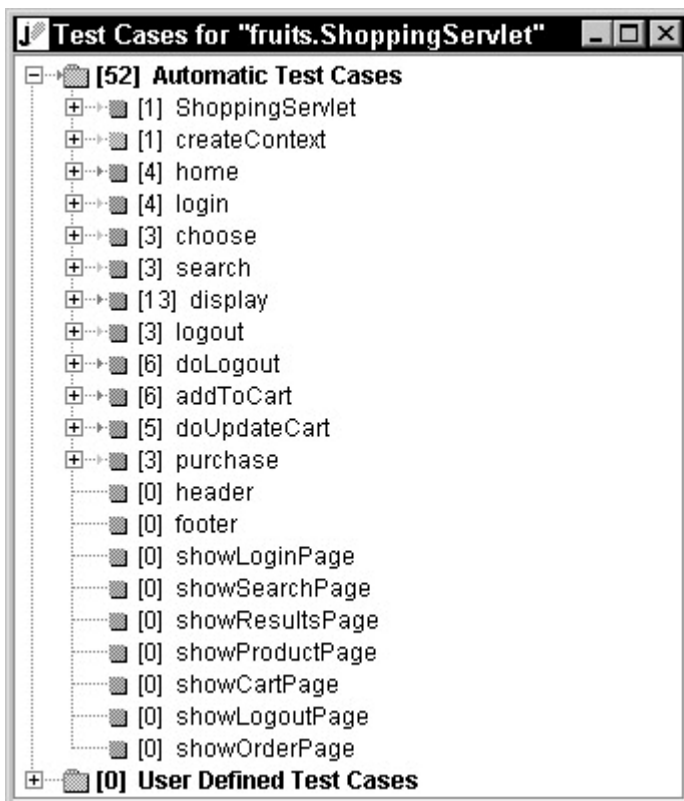 j Test Cases for "fruits.ShoppingServlet"
[52] Automatic Test Cases
[1] ShoppingServlet
[1] createContext
[4] home
[4] login
[3] choose
[3] search
[13] display
[3] logout
[6] doLogout
[6] addToCart
[5] doUpdateCart
[3] purchase
[0] header
[0] footer
[0] showLoginPage
[0] showSearchPage
[0] showResultsPage
[0] showProductPage
[0] showCartPage
[0] showLogoutPage
[0] showOrderPage
[0] User Defined Test Cases